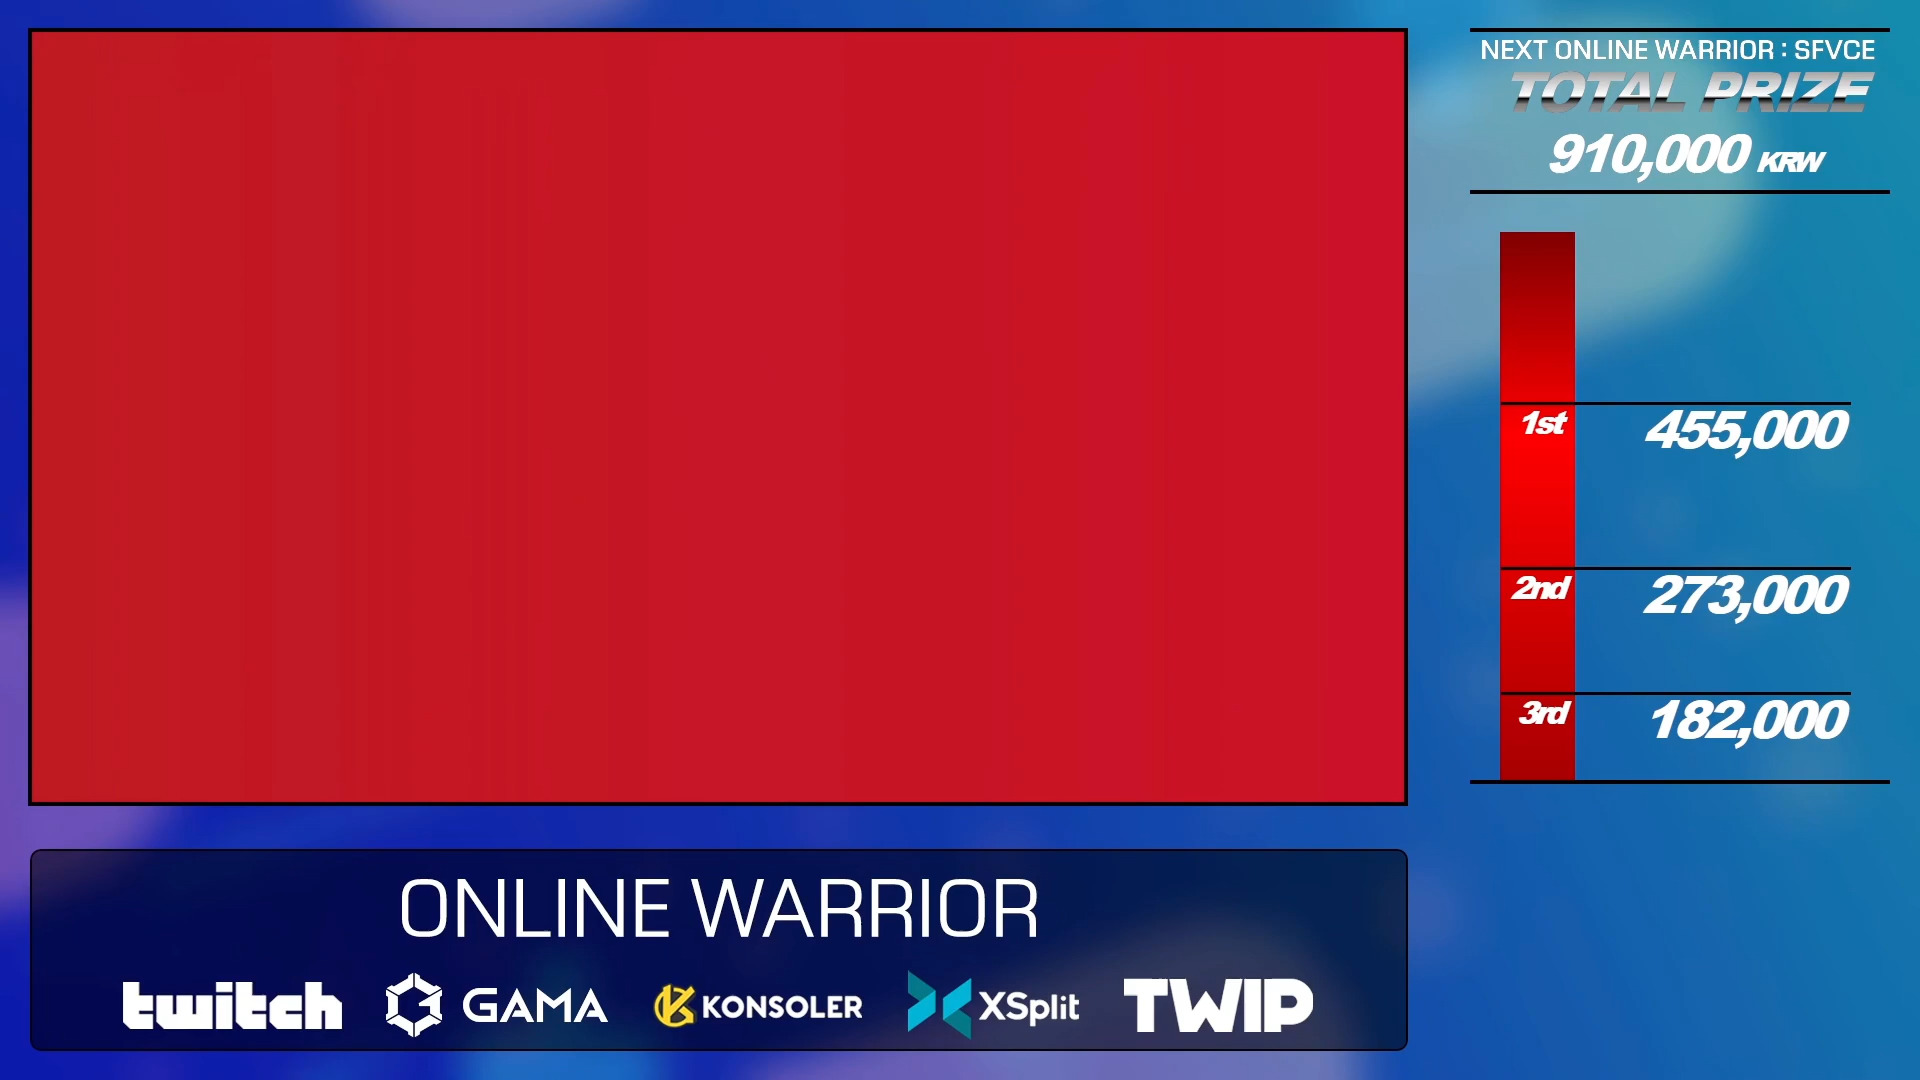 NEXT ONLINE WARRIOR : SFVCE
TOTAL PRIZE
910,000 KRW
1st 455,000
2nd 273,000
3rd 182,000
ONLINE WARRIOR
twitch GAMA KONSOLER XSplit TWIP